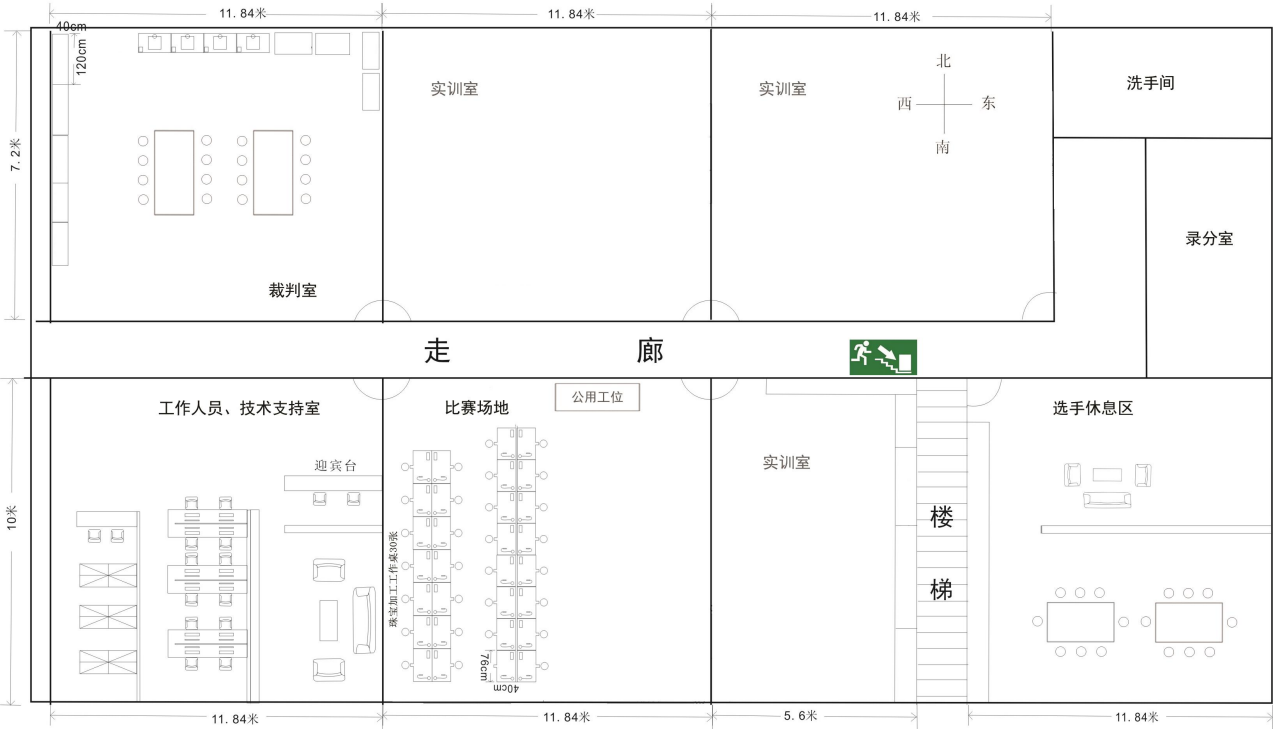 11.84米
11.84米
11.84米
40cm
120cm
7.2米
实训室
实训室
北
西
东
南
洗手间
录分室
裁判室
走廊
工作人员、技术支持室
比赛场地
公用工位
选手休息区
迎宾台
实训室
10米
楼梯
珠宝加工工作桌30张
76cm
40cm
11.84米
11.84米
5.6米
11.84米